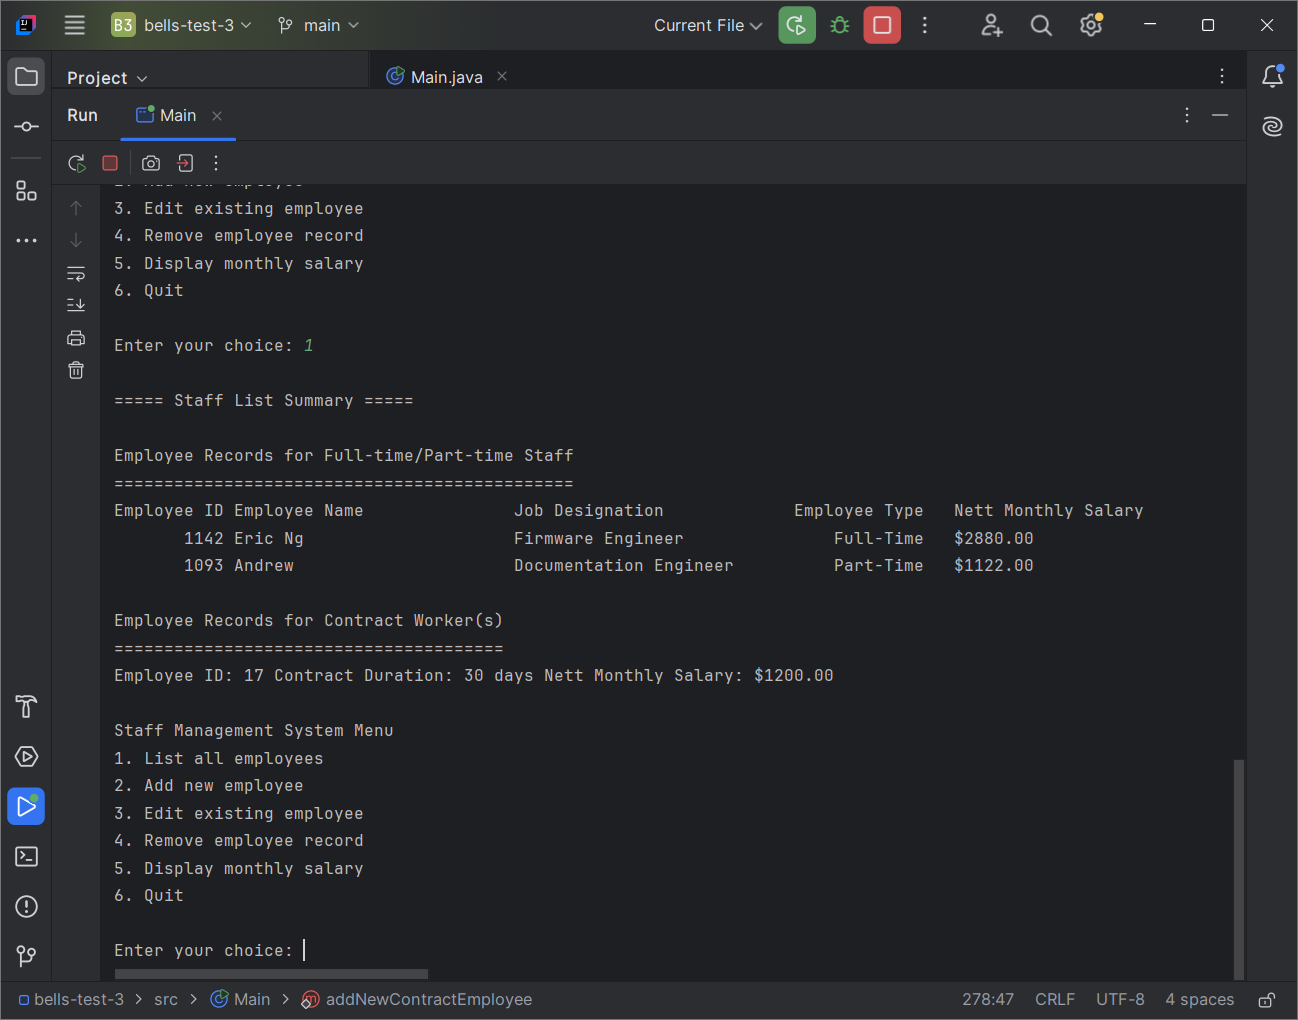 B3 bells-test-3 main Current File
Project Main.java
Run Main
2. Add new employee
3. Edit existing employee
4. Remove employee record
5. Display monthly salary
6. Quit
Enter your choice: 1
===== Staff List Summary =====
Employee Records for Full-time/Part-time Staff
==============================================
Employee ID Employee Name Job Designation Employee Type Nett Monthly Salary
1142 Eric Ng Firmware Engineer Full-Time $2880.00
1093 Andrew Documentation Engineer Part-Time $1122.00
Employee Records for Contract Worker(s)
=======================================
Employee ID: 17 Contract Duration: 30 days Nett Monthly Salary: $1200.00
Staff Management System Menu
1. List all employees
2. Add new employee
3. Edit existing employee
4. Remove employee record
5. Display monthly salary
6. Quit
Enter your choice:
bells-test-3 > src > Main > addNewContractEmployee 278:47 CRLF UTF-8 4 spaces